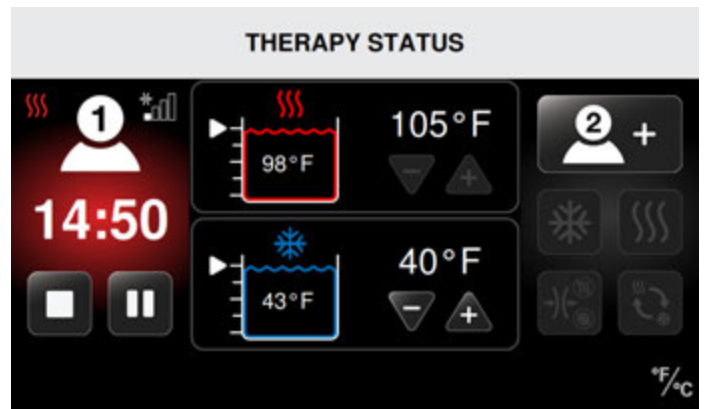 THERAPY STATUS
1
14:50
105°F
98°F
40°F
43°F
2 +
°F/°C